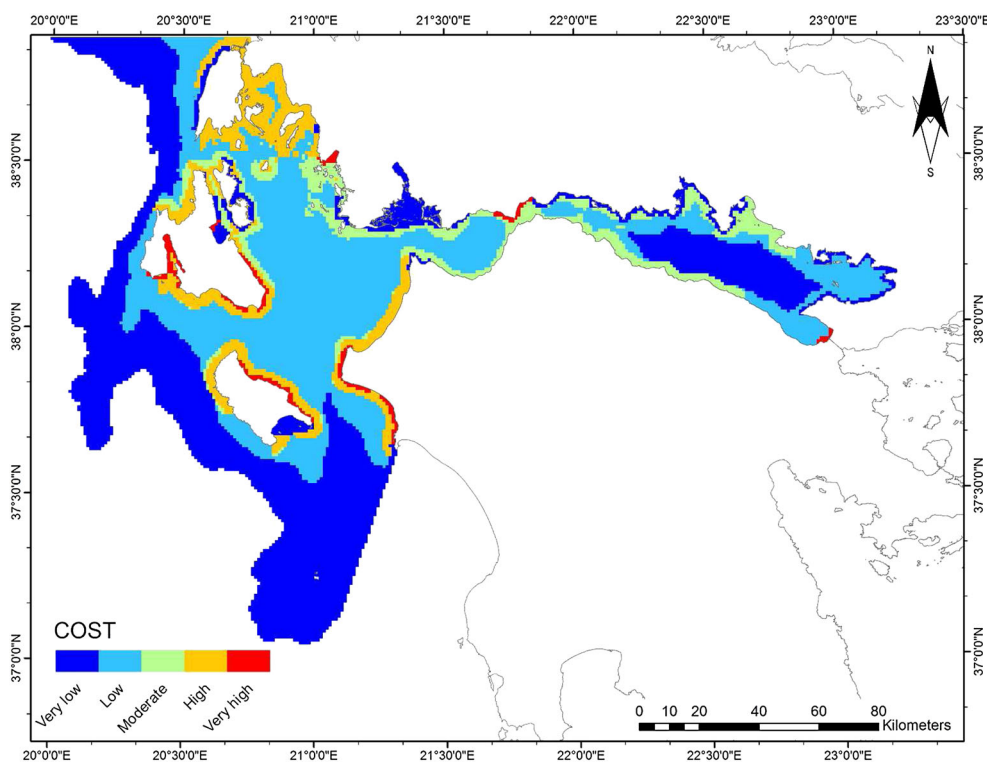 20°0'0"E 20°30'0"E 21°0'0"E 21°30'0"E 22°0'0"E 22°30'0"E 23°0'0"E 23°30'0"E
N
S
38°30'0"N 38°30'0"N
38°0'0"N 38°0'0"N
37°30'0"N 37°30'0"N
37°0'0"N 37°0'0"N
COST
Very low Low Moderate High Very high
0 10 20 40 60 80
Kilometers
20°0'0"E 20°30'0"E 21°0'0"E 21°30'0"E 22°0'0"E 22°30'0"E 23°0'0"E